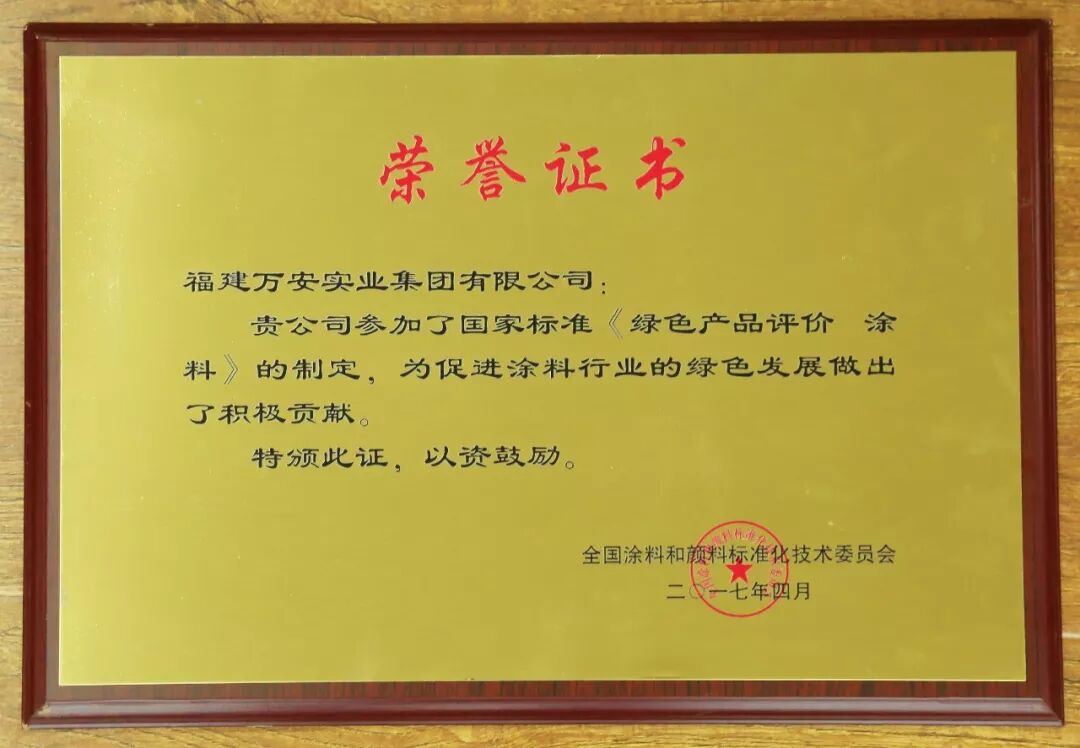 荣誉证书
福建万安实业集团有限公司:
贵公司参加了国家标准《绿色产品评价 涂
料》的制定，为促进涂料行业的绿色发展做出
了积极贡献。
特颁此证，以资鼓励。
全国涂料和颜料标准化技术委员会
二〇一七年四月